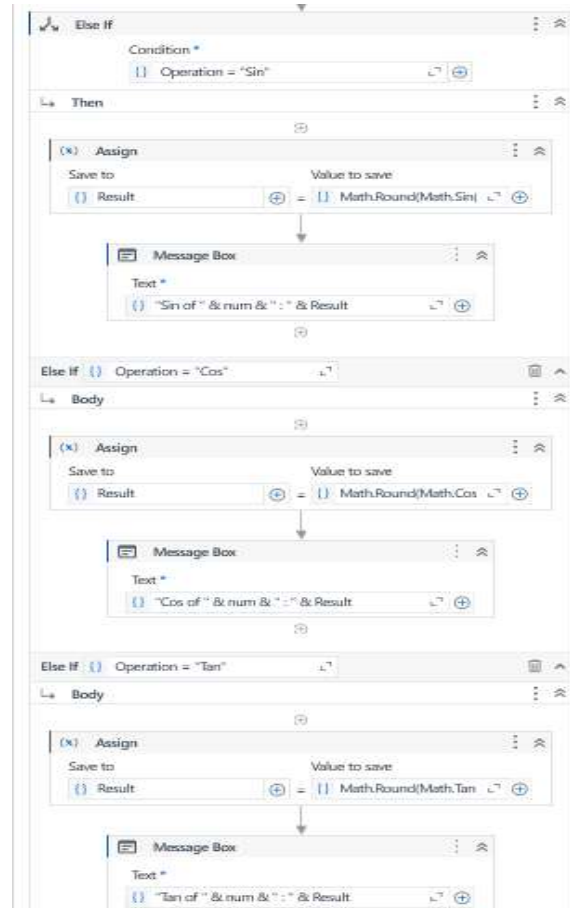 Else If
Condition *
Operation = "Sin"
Then
Assign
Save to Value to save
Result = Math.Round(Math.Sin(
Message Box
Text *
"Sin of " & num & " : " & Result
Else If Operation = "Cos"
Body
Assign
Save to Value to save
Result = Math.Round(Math.Cos
Message Box
Text *
"Cos of " & num & " : " & Result
Else If Operation = "Tan"
Body
Assign
Save to Value to save
Result = Math.Round(Math.Tan
Message Box
Text *
"Tan of " & num & " : " & Result